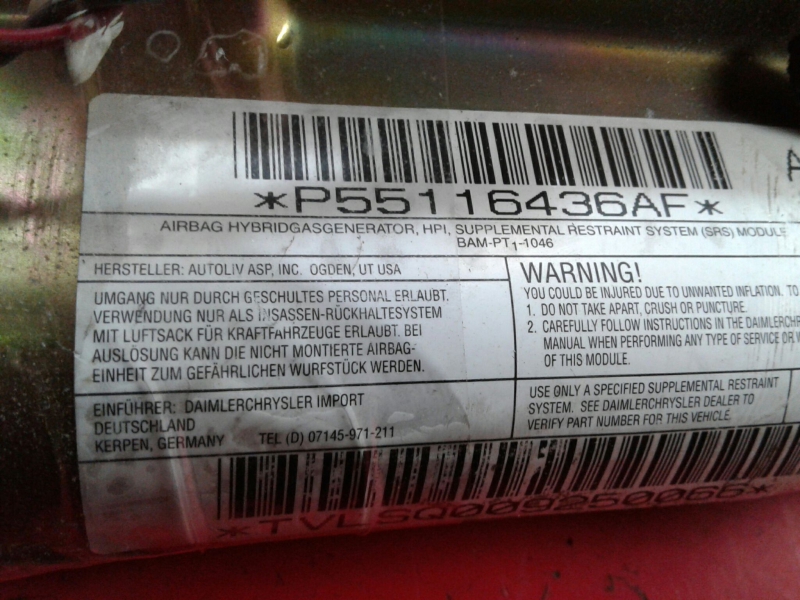 *P55116436AF*
A
AIRBAG HYBRIDGASGENERATOR, HPI, SUPPLEMENTAL RESTRAINT SYSTEM (SRS) MODULE
BAM-PT1-1046
HERSTELLER: AUTOLIV ASP, INC. OGDEN, UT USA
UMGANG NUR DURCH GESCHULTES PERSONAL ERLAUBT.
VERWENDUNG NUR ALS INSASSEN-RÜCKHALTESYSTEM
MIT LUFTSACK FÜR KRAFTFAHRZEUGE ERLAUBT. BEI
AUSLÖSUNG KANN DIE NICHT MONTIERTE AIRBAG-
EINHEIT ZUM GEFÄHRLICHEN WURFSTÜCK WERDEN.
EINFÜHRER: DAIMLERCHRYSLER IMPORT
DEUTSCHLAND
KERPEN, GERMANY TEL (D) 07145-971-211
WARNING!
YOU COULD BE INJURED DUE TO UNWANTED INFLATION. TO
1. DO NOT TAKE APART, CRUSH OR PUNCTURE.
2. CAREFULLY FOLLOW INSTRUCTIONS IN THE DAIMLERCHR
MANUAL WHEN PERFORMING ANY TYPE OF SERVICE OR
OF THIS MODULE.
USE ONLY A SPECIFIED SUPPLEMENTAL RESTRAINT
SYSTEM. SEE DAIMLERCHRYSLER DEALER TO
VERIFY PART NUMBER FOR THIS VEHICLE.